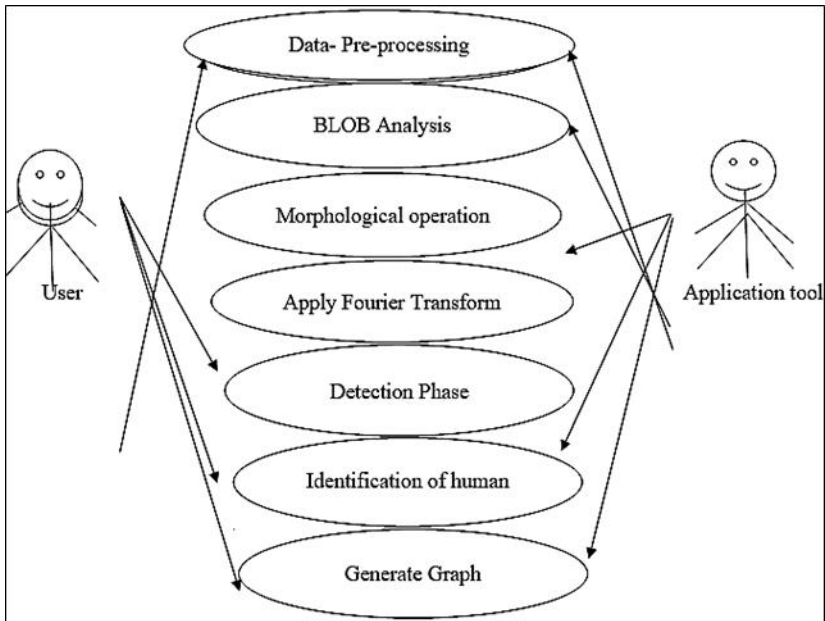 Data- Pre-processing
BLOB Analysis
Morphological operation
Apply Fourier Transform
User
Application tool
Detection Phase
Identification of human
Generate Graph